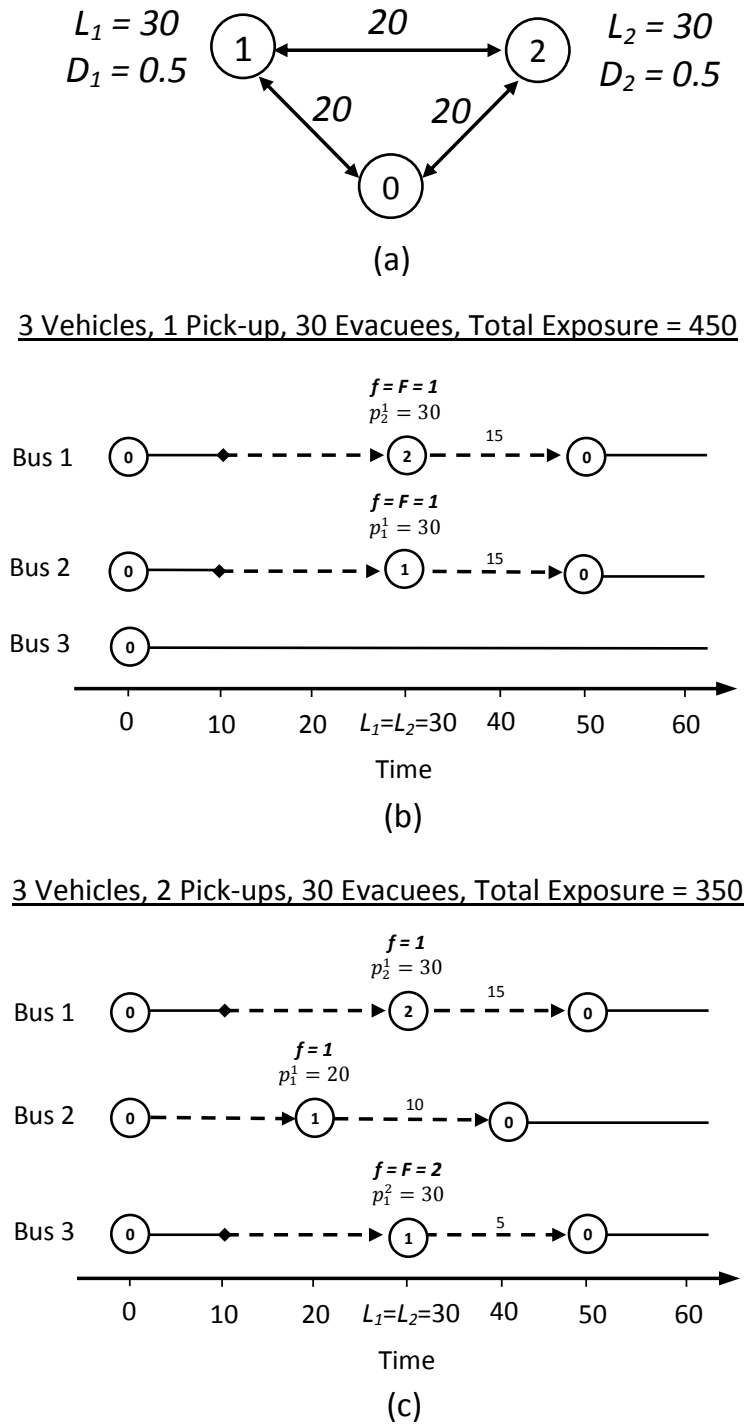 L₁ = 30
D₁ = 0.5
1
20
2
L₂ = 30
D₂ = 0.5
20
20
0
(a)
3 Vehicles, 1 Pick-up, 30 Evacuees, Total Exposure = 450
f = F = 1
p₂¹ = 30
Bus 1
0
2
15
0
f = F = 1
p₁¹ = 30
Bus 2
0
1
15
0
Bus 3
0
0 10 20 L₁=L₂=30 40 50 60
Time
(b)
3 Vehicles, 2 Pick-ups, 30 Evacuees, Total Exposure = 350
f = 1
p₂¹ = 30
Bus 1
0
2
15
0
f = 1
p₁¹ = 20
Bus 2
0
1
10
0
f = F = 2
p₁² = 30
Bus 3
0
1
5
0
0 10 20 L₁=L₂=30 40 50 60
Time
(c)